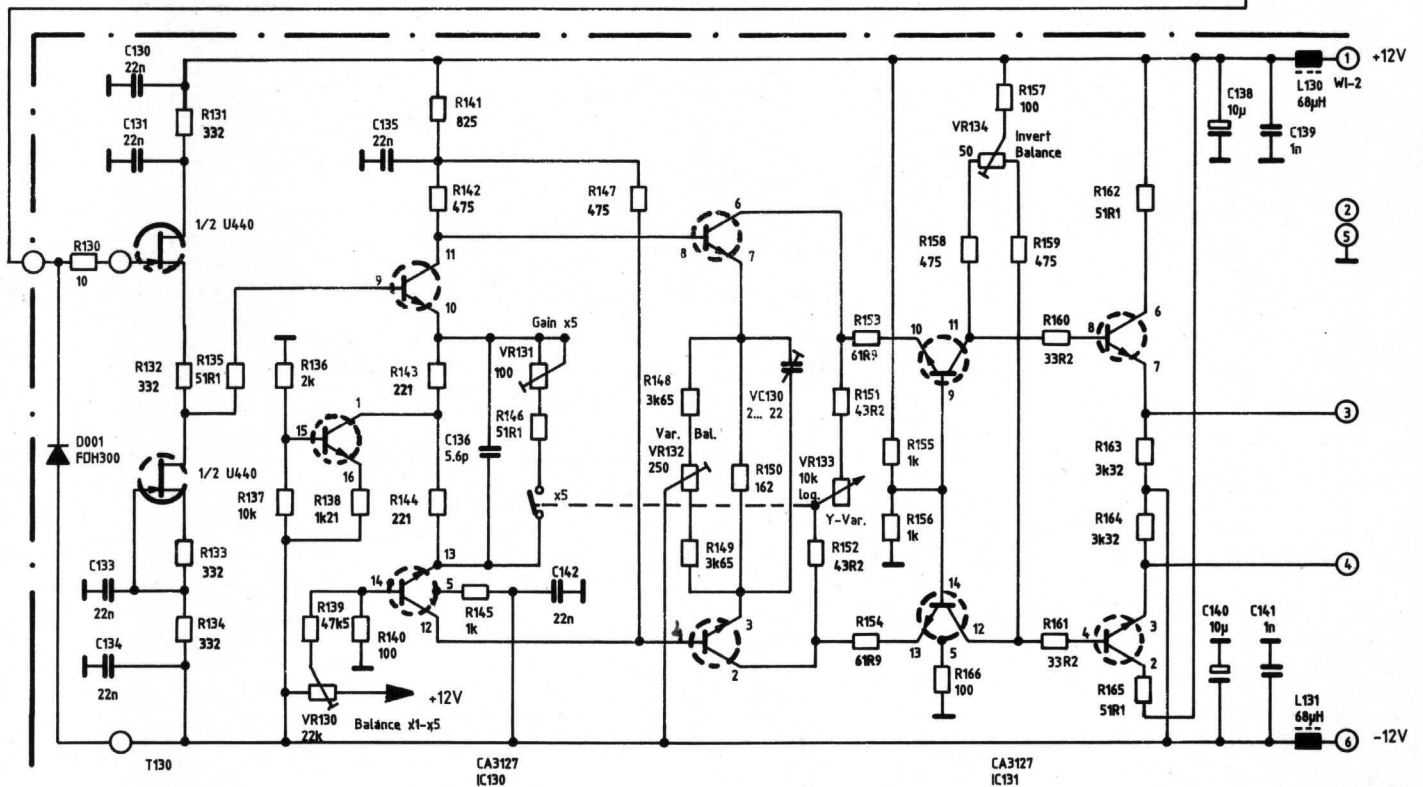 C130
22n
R131
332
C131
22n
1/2 U440
R130
10
R132
332
R135
51R1
D001
FDH300
1/2 U440
C133
22n
R133
332
R134
332
C134
22n
T130
R136
2k
15
1
16
R137
10k
R138
1k21
R139
47k5
R140
100
VR130
22k
Balance x1-x5
+12V
R141
825
C135
22n
R142
475
R147
475
9
11
10
Gain x5
VR131
100
R143
221
R146
51R1
C136
5.6p
R144
221
x5
13
14
5
12
R145
1k
C142
22n
CA3127
IC130
8
6
7
R148
3k65
VC130
2... 22
Var. Bal.
VR132
250
R150
162
R149
3k65
3
2
R153
61R9
R151
43R2
VR133
10k
log.
Y-Var.
R152
43R2
R154
61R9
R155
1k
R156
1k
10
11
9
14
13
12
5
R166
100
CA3127
IC131
R157
100
VR134
50
Invert
Balance
R158
475
R159
475
R160
33R2
R161
33R2
8
6
7
4
3
2
R162
51R1
R163
3k32
R164
3k32
R165
51R1
C138
10µ
C139
1n
C140
10µ
C141
1n
L130
68µH
1
+12V
WI-2
2
5
3
4
L131
68µH
6
-12V